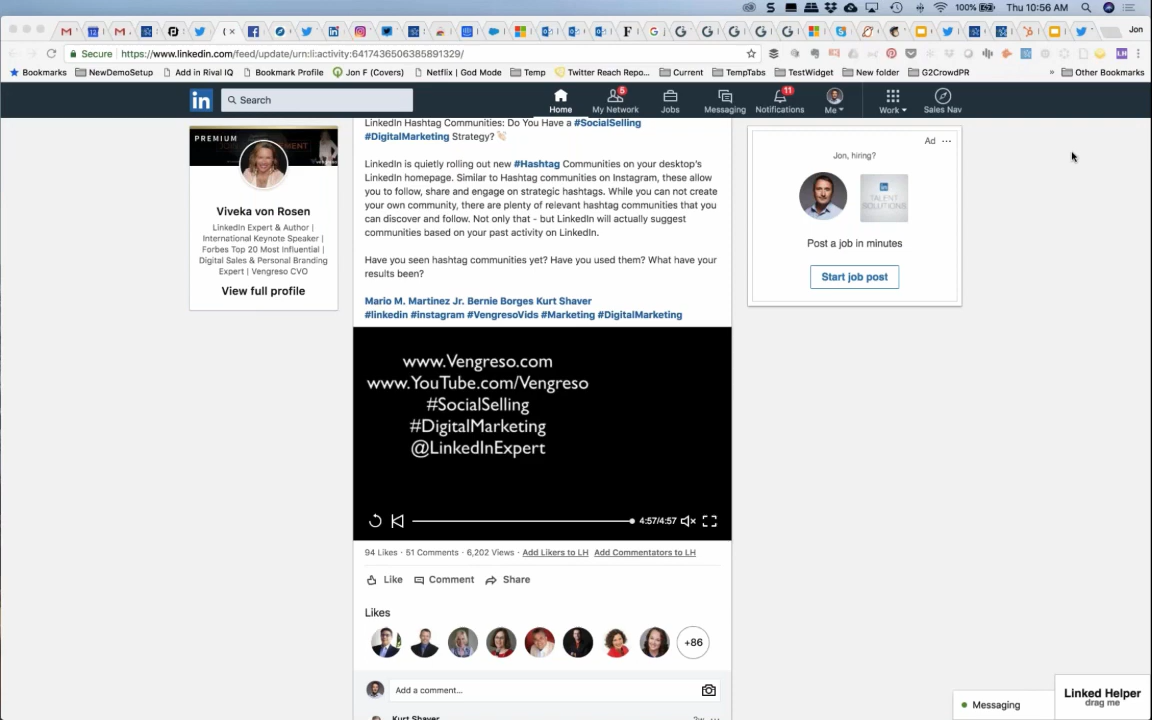 100%
Thu 10:56 AM
Jon
Secure
https://www.linkedin.com/feed/update/urn:li:activity:6417436506385891329/
Bookmarks
NewDemoSetup
Add in Rival IQ
Bookmark Profile
Jon F (Covers)
Netflix | God Mode
Temp
Twitter Reach Repo...
Current
TempTabs
TestWidget
New folder
G2CrowdPR
»
Other Bookmarks
in
Search
Home
5
My Network
Jobs
Messaging
11
Notifications
Me
Work
Sales Nav
PREMIUM
Viveka von Rosen
LinkedIn Expert & Author |
International Keynote Speaker |
Forbes Top 20 Most Influential |
Digital Sales & Personal Branding
Expert | Vengreso CVO
View full profile
LinkedIn Hashtag Communities: Do You Have a #SocialSelling
#DigitalMarketing Strategy?
LinkedIn is quietly rolling out new #Hashtag Communities on your desktop's
LinkedIn homepage. Similar to Hashtag communities on Instagram, these allow
you to follow, share and engage on strategic hashtags. While you can not create
your own community, there are plenty of relevant hashtag communities that you
can discover and follow. Not only that - but LinkedIn will actually suggest
communities based on your past activity on LinkedIn.
Have you seen hashtag communities yet? Have you used them? What have your
results been?
Mario M. Martinez Jr. Bernie Borges Kurt Shaver
#linkedin #instagram #VengresoVids #Marketing #DigitalMarketing
www.Vengreso.com
www.YouTube.com/Vengreso
#SocialSelling
#DigitalMarketing
@LinkedInExpert
4:57/4:57
94 Likes · 51 Comments · 6,202 Views · Add Likers to LH Add Commentators to LH
Like
Comment
Share
Likes
+86
Add a comment...
Kurt Shaver
Ad
Jon, hiring?
TALENT
SOLUTIONS
Post a job in minutes
Start job post
Messaging
Linked Helper
drag me